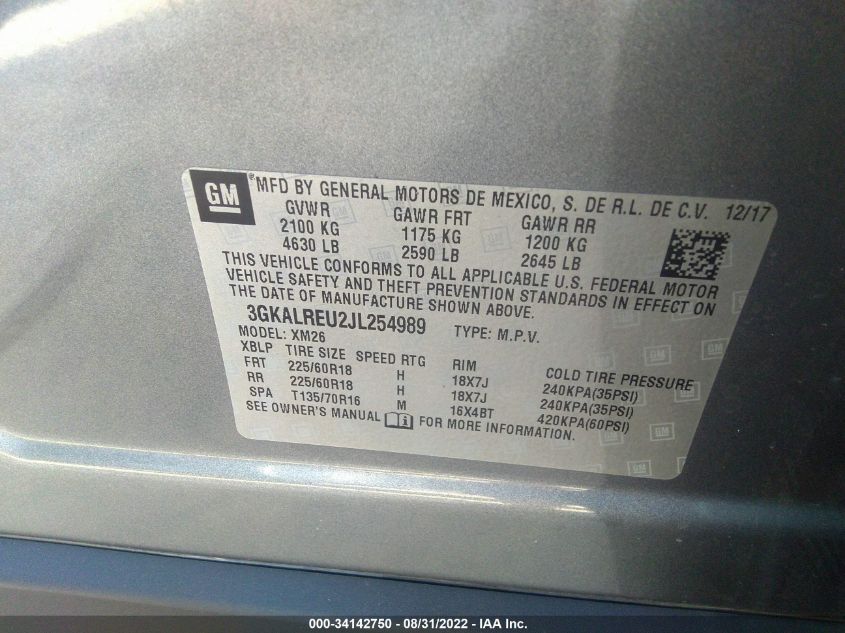 GM ® MFD BY GENERAL MOTORS DE MEXICO, S. DE R.L. DE C.V. 12/17
GVWR GAWR FRT GAWR RR
2100 KG 1175 KG 1200 KG
4630 LB 2590 LB 2645 LB
THIS VEHICLE CONFORMS TO ALL APPLICABLE U.S. FEDERAL MOTOR
VEHICLE SAFETY AND THEFT PREVENTION STANDARDS IN EFFECT ON
THE DATE OF MANUFACTURE SHOWN ABOVE.
3GKALREU2JL254989 TYPE: M.P.V.
MODEL: XM26
XBLP TIRE SIZE SPEED RTG RIM COLD TIRE PRESSURE
FRT 225/60R18 H 18X7J 240KPA(35PSI)
RR 225/60R18 H 18X7J 240KPA(35PSI)
SPA T135/70R16 M 16X4BT 420KPA(60PSI)
SEE OWNER'S MANUAL FOR MORE INFORMATION.
000-34142750 - 08/31/2022 - IAA Inc.